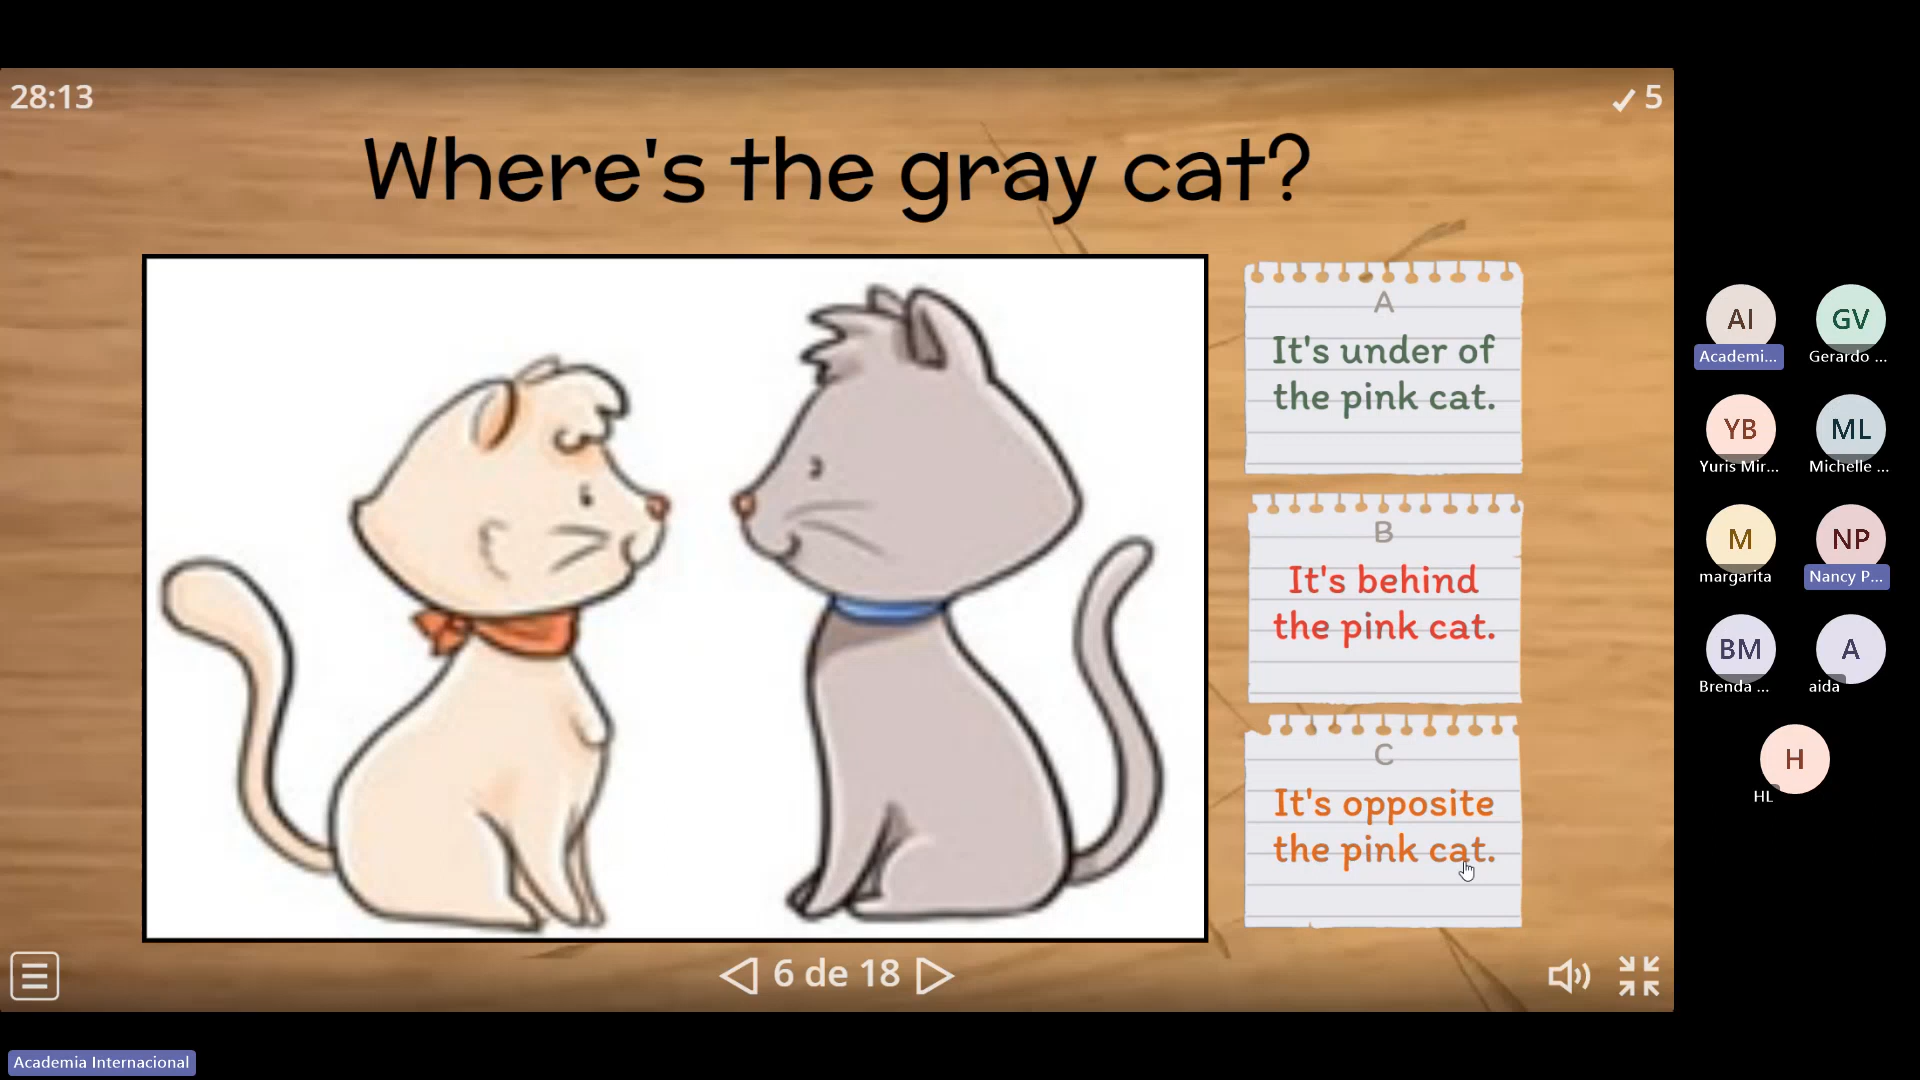 28:13
5
Where's the gray cat?
A
It's under of
the pink cat.
B
It's behind
the pink cat.
C
It's opposite
the pink cat.
6 de 18
AI
Academi...
GV
Gerardo ...
YB
Yuris Mir...
ML
Michelle ...
M
margarita
NP
Nancy P...
BM
Brenda ...
A
aida
H
HL
Academia Internacional